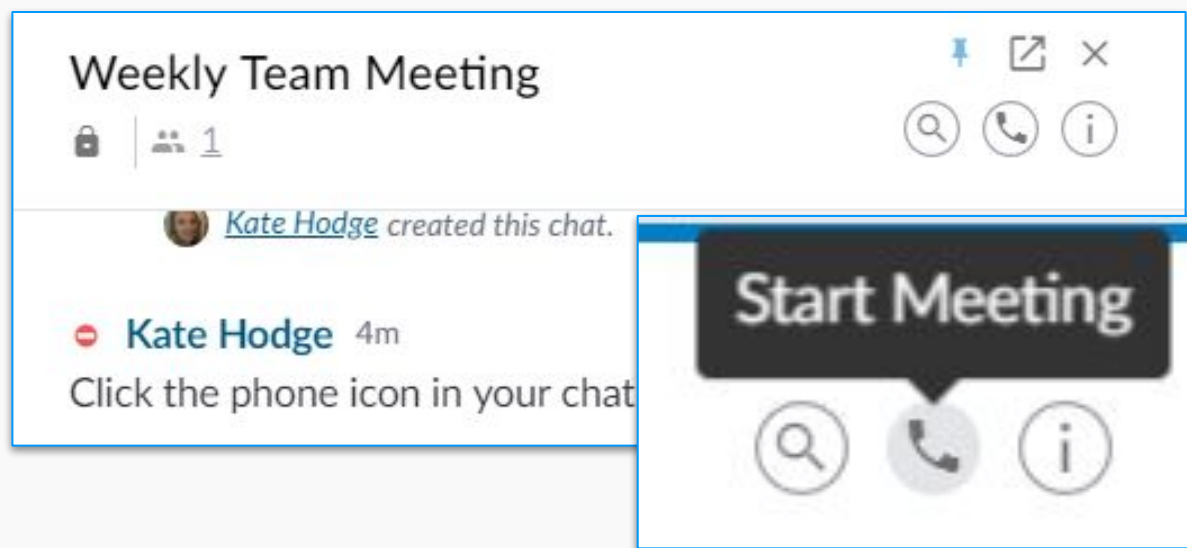 Weekly Team Meeting
1
Kate Hodge created this chat.
Kate Hodge 4m
Click the phone icon in your chat
Start Meeting